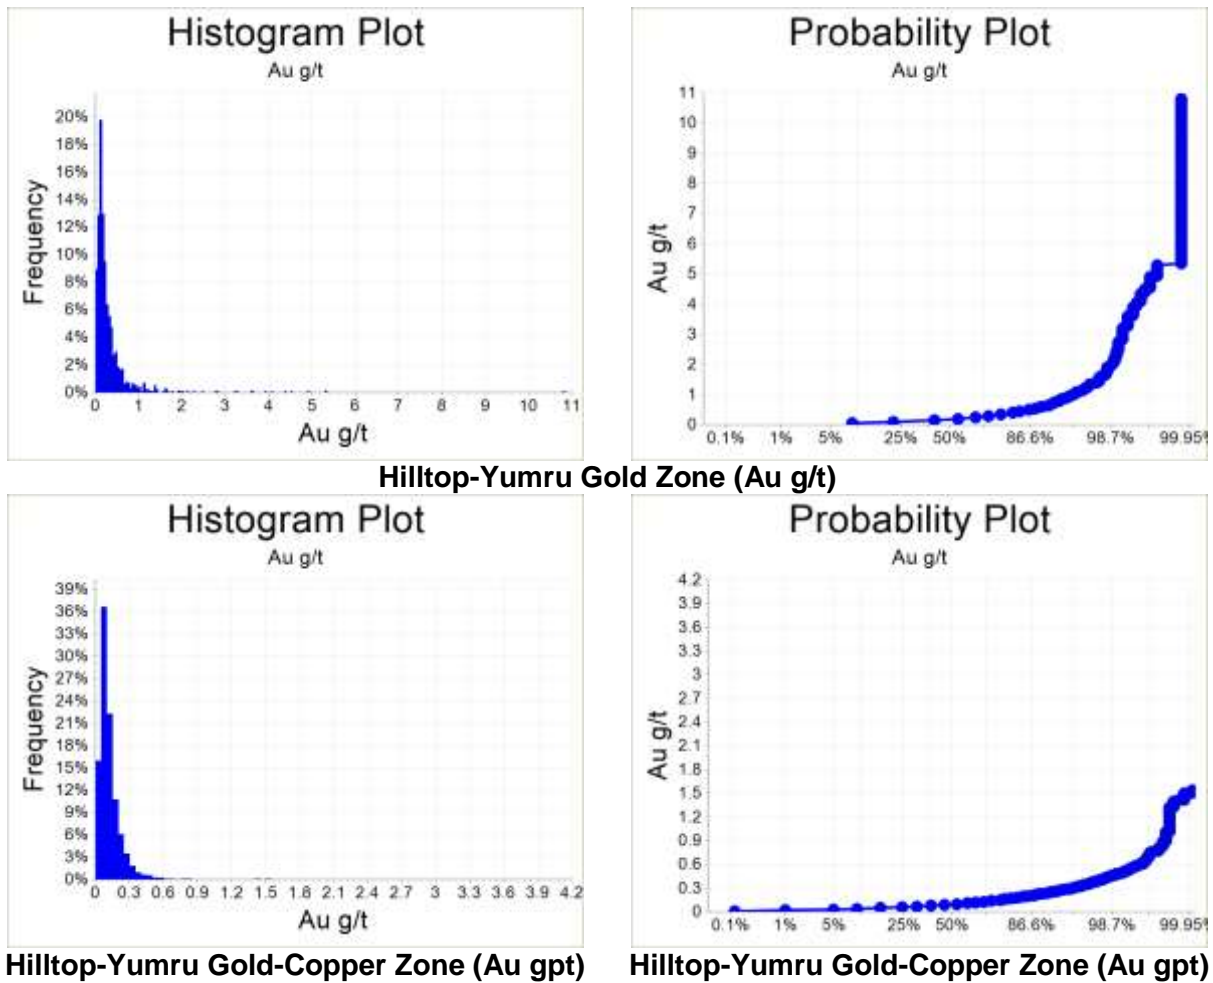 Histogram Plot
Au g/t
20%
18%
16%
14%
12%
10%
8%
6%
4%
2%
0%
Frequency
0 1 2 3 4 5 6 7 8 9 10 11
Au g/t
Probability Plot
Au g/t
11
10
9
8
7
6
5
4
3
2
1
0
Au g/t
0.1% 1% 5% 25% 50% 86.6% 98.7% 99.95%
Hilltop-Yumru Gold Zone (Au g/t)
Histogram Plot
Au g/t
39%
36%
33%
30%
27%
24%
21%
18%
15%
12%
9%
6%
3%
0%
Frequency
0 0.3 0.6 0.9 1.2 1.5 1.8 2.1 2.4 2.7 3 3.3 3.6 3.9 4.2
Au g/t
Probability Plot
Au g/t
4.2
3.9
3.6
3.3
3
2.7
2.4
2.1
1.8
1.5
1.2
0.9
0.6
0.3
0
Au g/t
0.1% 1% 5% 25% 50% 86.6% 98.7% 99.95%
Hilltop-Yumru Gold-Copper Zone (Au gpt) Hilltop-Yumru Gold-Copper Zone (Au gpt)